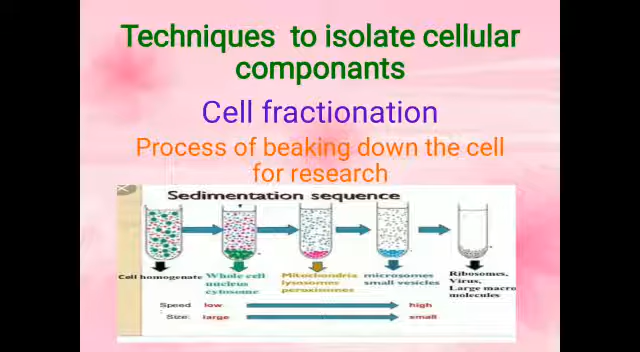 Techniques to isolate cellular
componants
Cell fractionation
Process of beaking down the cell
for research
Sedimentation sequence
Cell homogenate
Whole cell
nucleus
cytosome
Mitochondria
lysosomes
peroxisomes
microsomes
small vesicles
Ribosomes,
Virus,
Large macro
molecules
Speed : low high
Size: large small